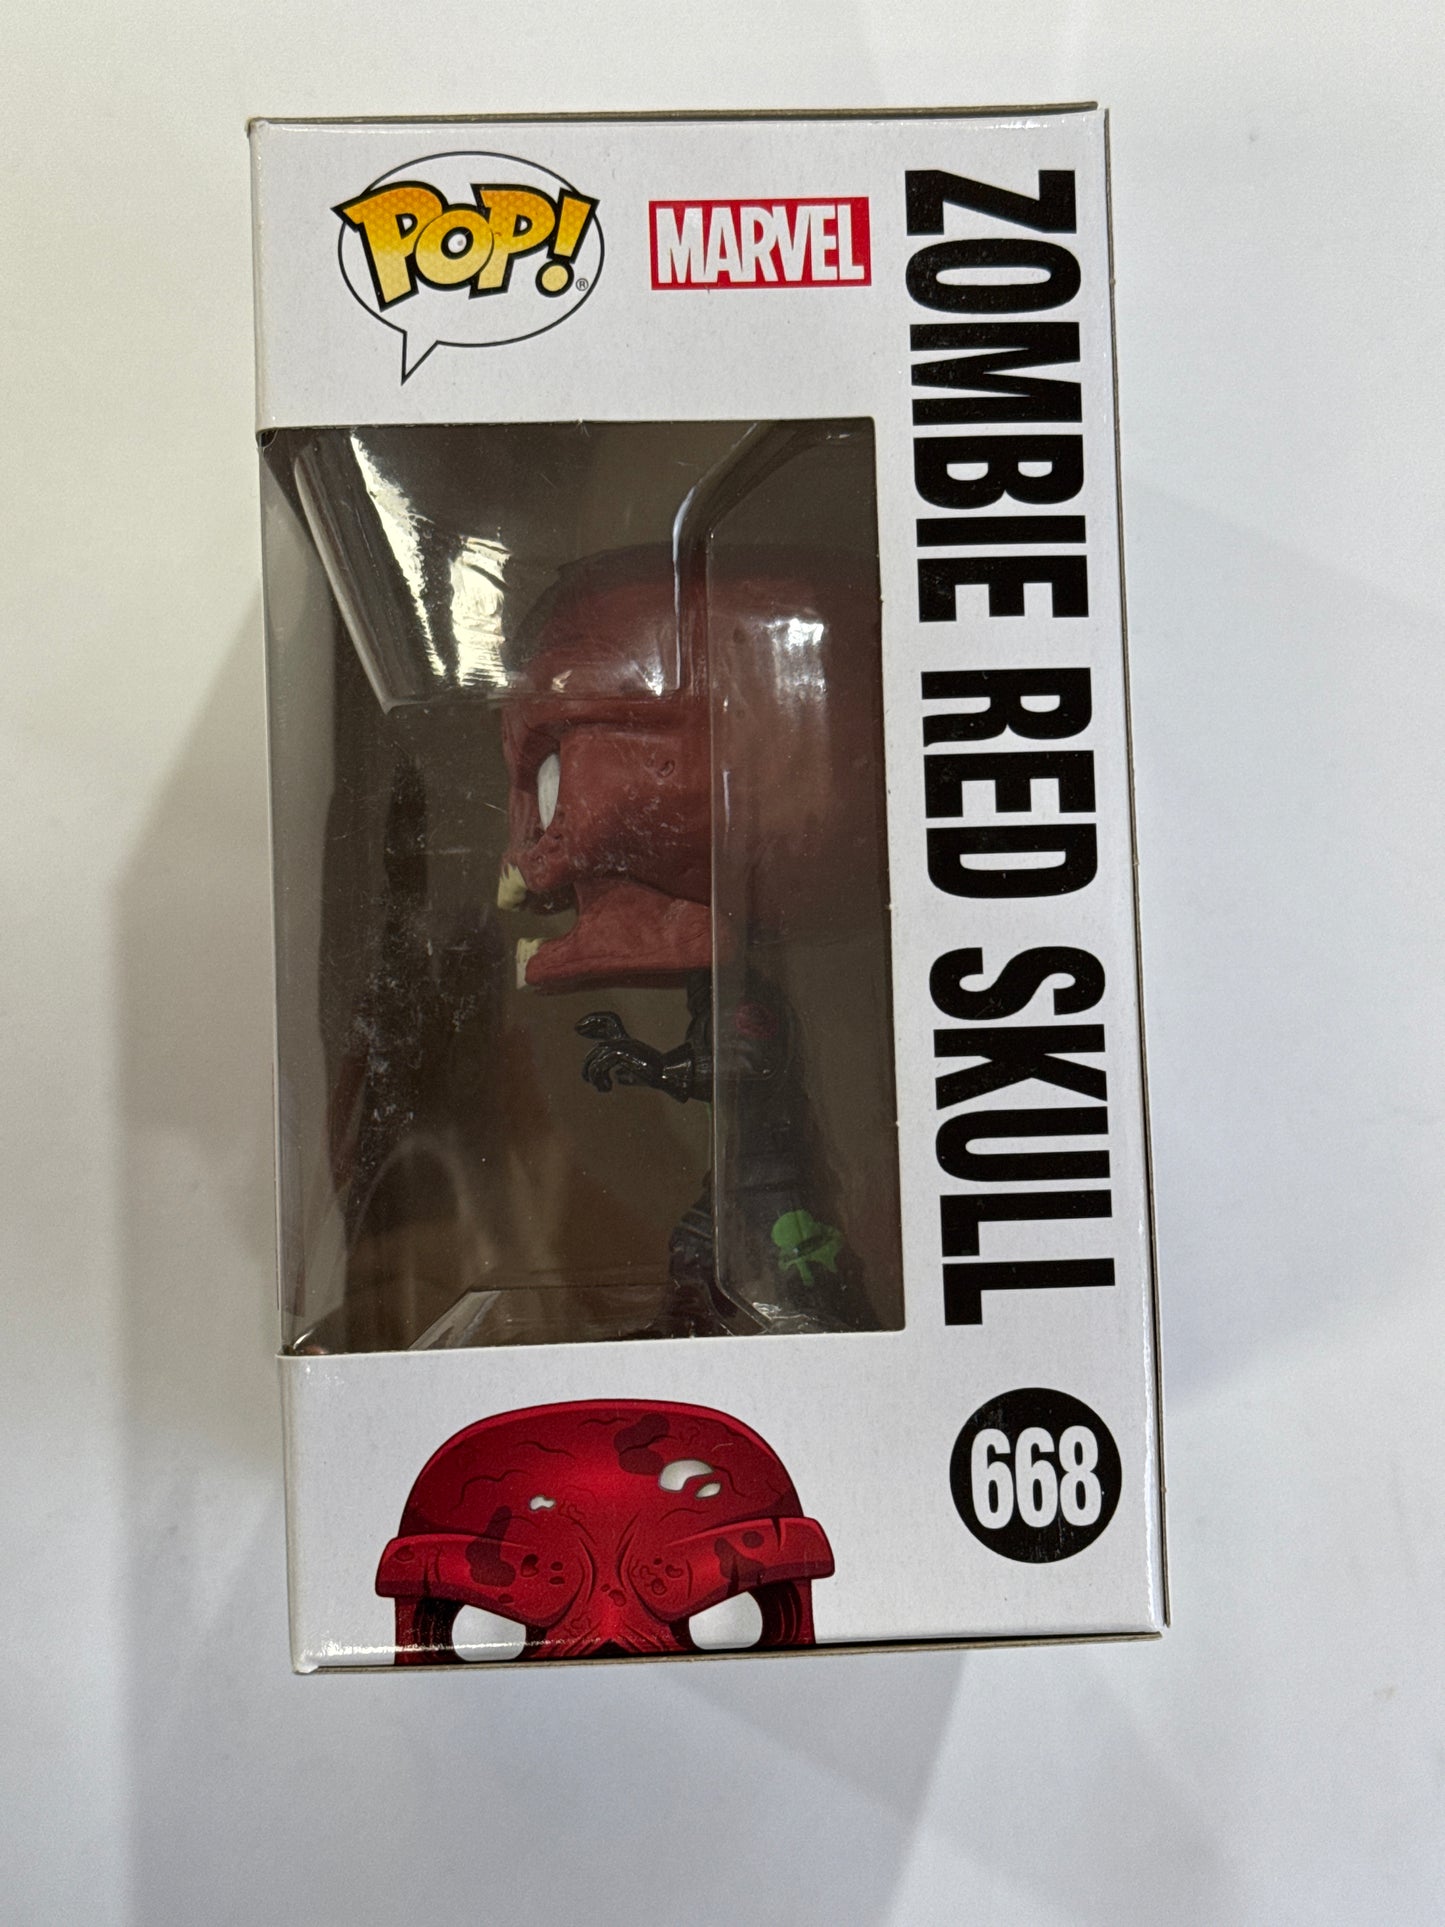 POP!
®
MARVEL
ZOMBIE RED SKULL
668